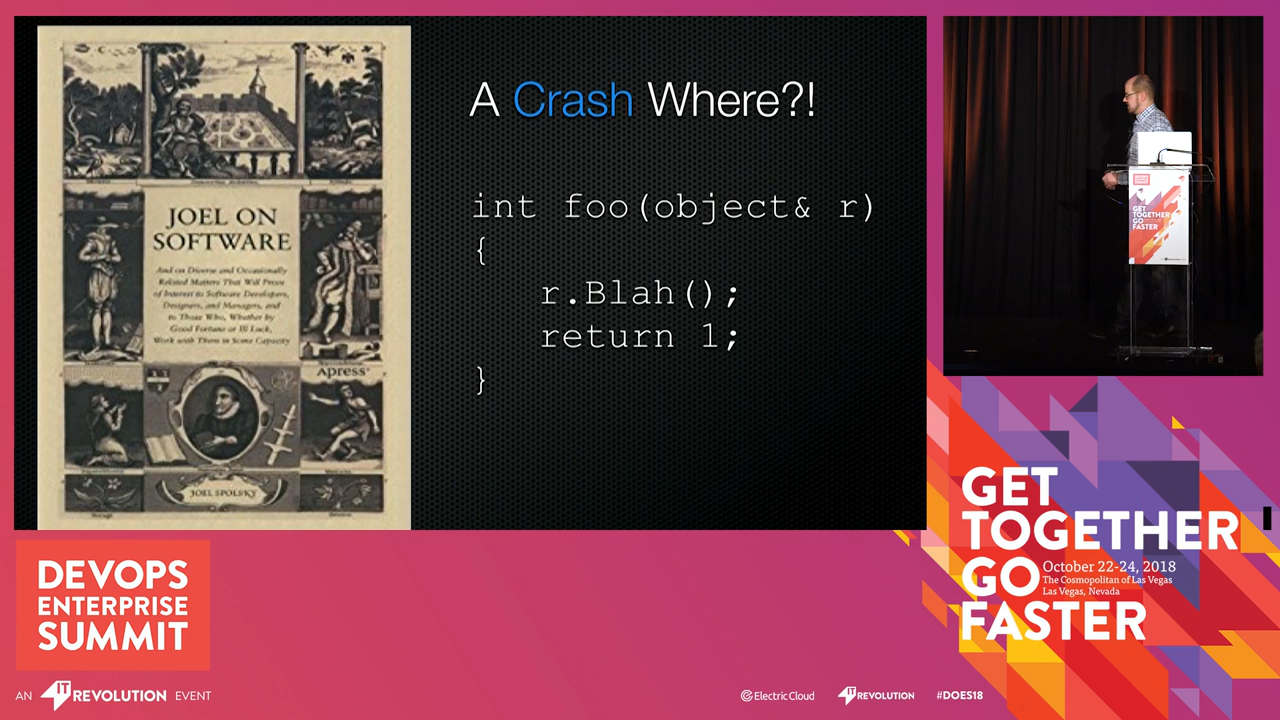 A Crash Where?!
int foo(object& r)
{
r.Blah();
return 1;
}
JOEL ON
SOFTWARE
And on Diverse and Occasionally
Related Matters That Will Prove
of Interest to Software Developers,
Designers, and Managers, and
to Those Who, Whether by
Good Fortune or Ill Luck,
Work with Them in Some Capacity
Apress®
JOEL SPOLSKY
GET
TOGETHER
GO
FASTER
GET
TOGETHER
GO
FASTER
October 22-24, 2018
The Cosmopolitan of Las Vegas
Las Vegas, Nevada
DEVOPS
ENTERPRISE
SUMMIT
AN IT REVOLUTION EVENT
Electric Cloud
IT REVOLUTION
#DOES18